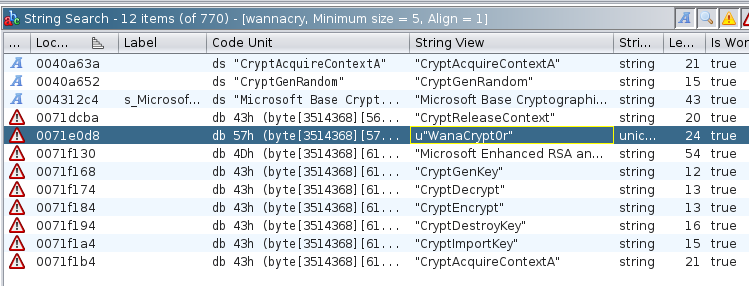 String Search - 12 items (of 770) - [wannacry, Minimum size = 5, Align = 1]
... Loc... Label Code Unit String View Stri... Le... Is Wor
A 0040a63a ds "CryptAcquireContextA" "CryptAcquireContextA" string 21 true
A 0040a652 ds "CryptGenRandom" "CryptGenRandom" string 15 true
A 004312c4 s_Microsof... ds "Microsoft Base Crypt... "Microsoft Base Cryptographi... string 43 true
0071dcba db 43h (byte[3514368][56... "CryptReleaseContext" string 20 true
0071e0d8 db 57h (byte[3514368][57... u"WanaCrypt0r" unic... 24 true
0071f130 db 4Dh (byte[3514368][61... "Microsoft Enhanced RSA an... string 54 true
0071f168 db 43h (byte[3514368][61... "CryptGenKey" string 12 true
0071f174 db 43h (byte[3514368][61... "CryptDecrypt" string 13 true
0071f184 db 43h (byte[3514368][61... "CryptEncrypt" string 13 true
0071f194 db 43h (byte[3514368][61... "CryptDestroyKey" string 16 true
0071f1a4 db 43h (byte[3514368][61... "CryptImportKey" string 15 true
0071f1b4 db 43h (byte[3514368][61... "CryptAcquireContextA" string 21 true